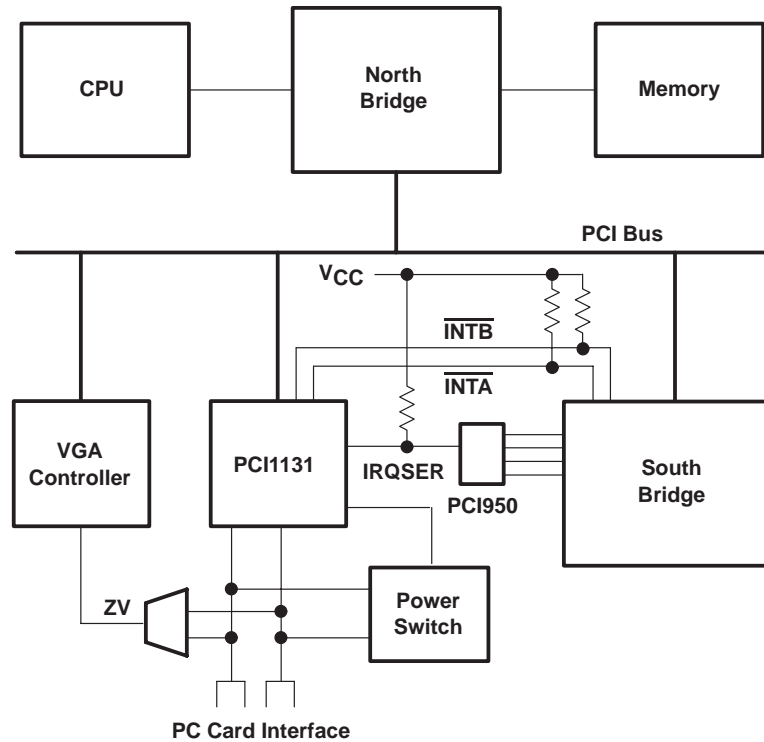 CPU
North
Bridge
Memory
PCI Bus
VCC
INTB
INTA
VGA
Controller
PCI1131
IRQSER
PCI950
South
Bridge
ZV
Power
Switch
PC Card Interface